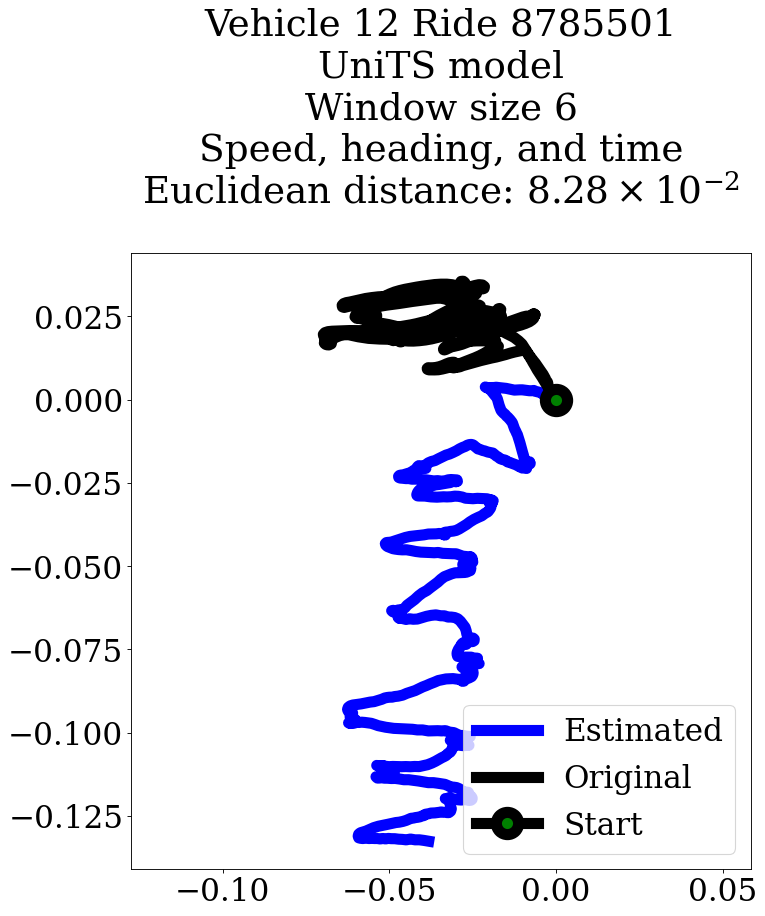 Vehicle 12 Ride 8785501
UniTS model
Window size 6
Speed, heading, and time
Euclidean distance: 8.28 × 10⁻²
0.025
0.000
−0.025
−0.050
−0.075
−0.100
−0.125
Estimated
Original
Start
−0.10
−0.05
0.00
0.05